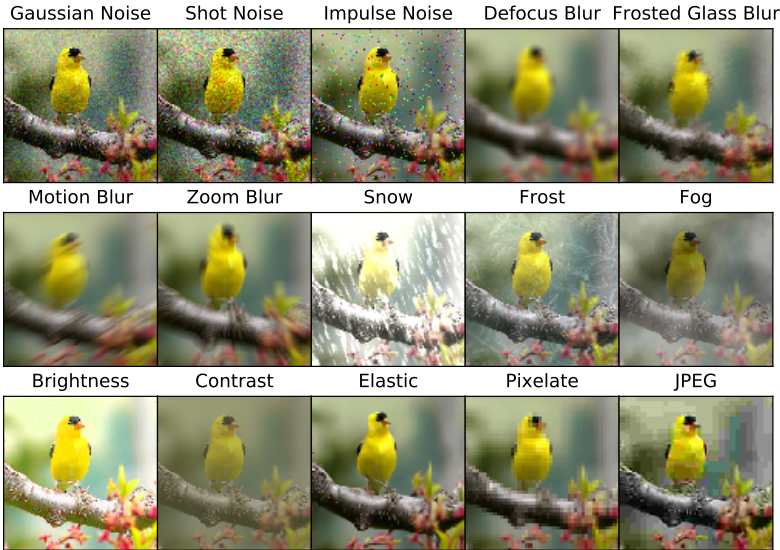 Gaussian Noise Shot Noise Impulse Noise Defocus Blur Frosted Glass Blur
Motion Blur Zoom Blur Snow Frost Fog
Brightness Contrast Elastic Pixelate JPEG